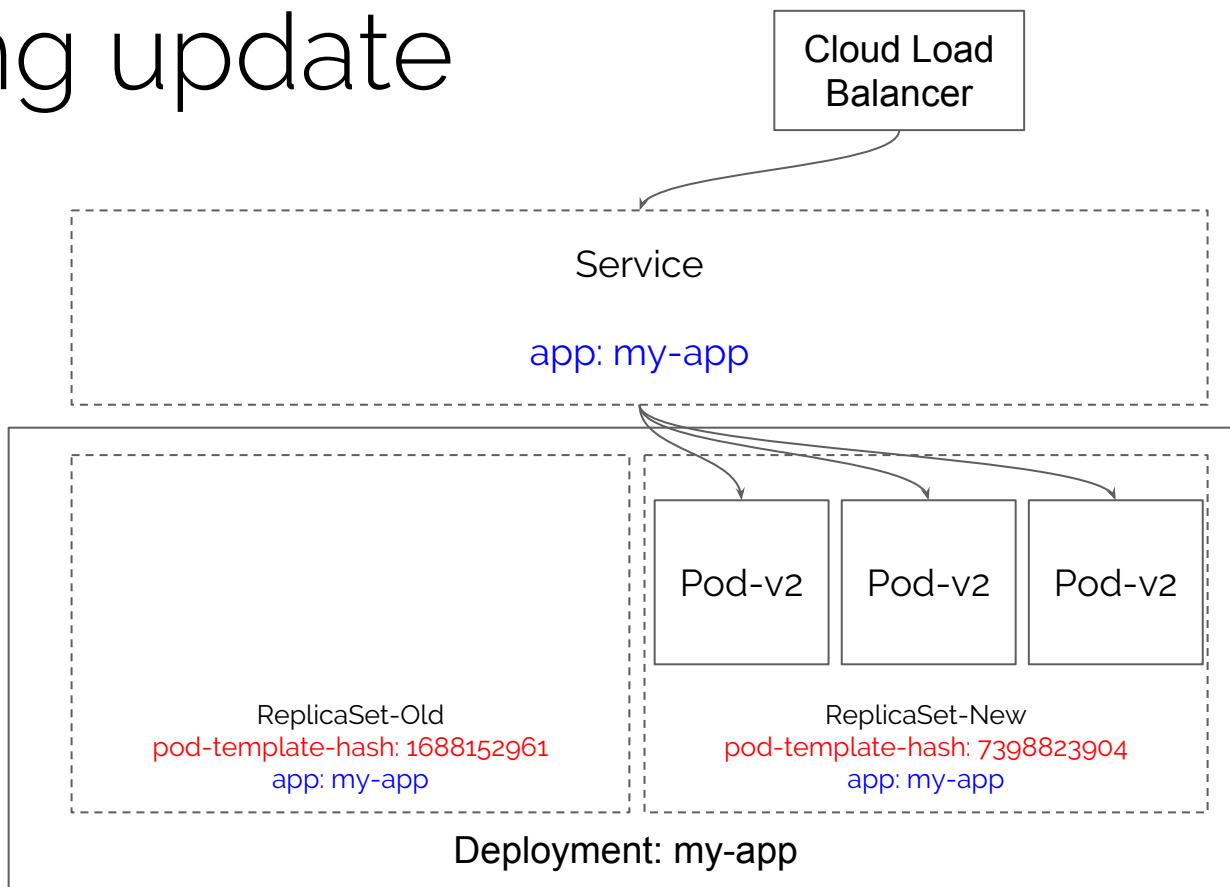 ng update
Cloud Load
Balancer
Service
app: my-app
Pod-v2
Pod-v2
Pod-v2
ReplicaSet-Old
pod-template-hash: 1688152961
app: my-app
ReplicaSet-New
pod-template-hash: 7398823904
app: my-app
Deployment: my-app